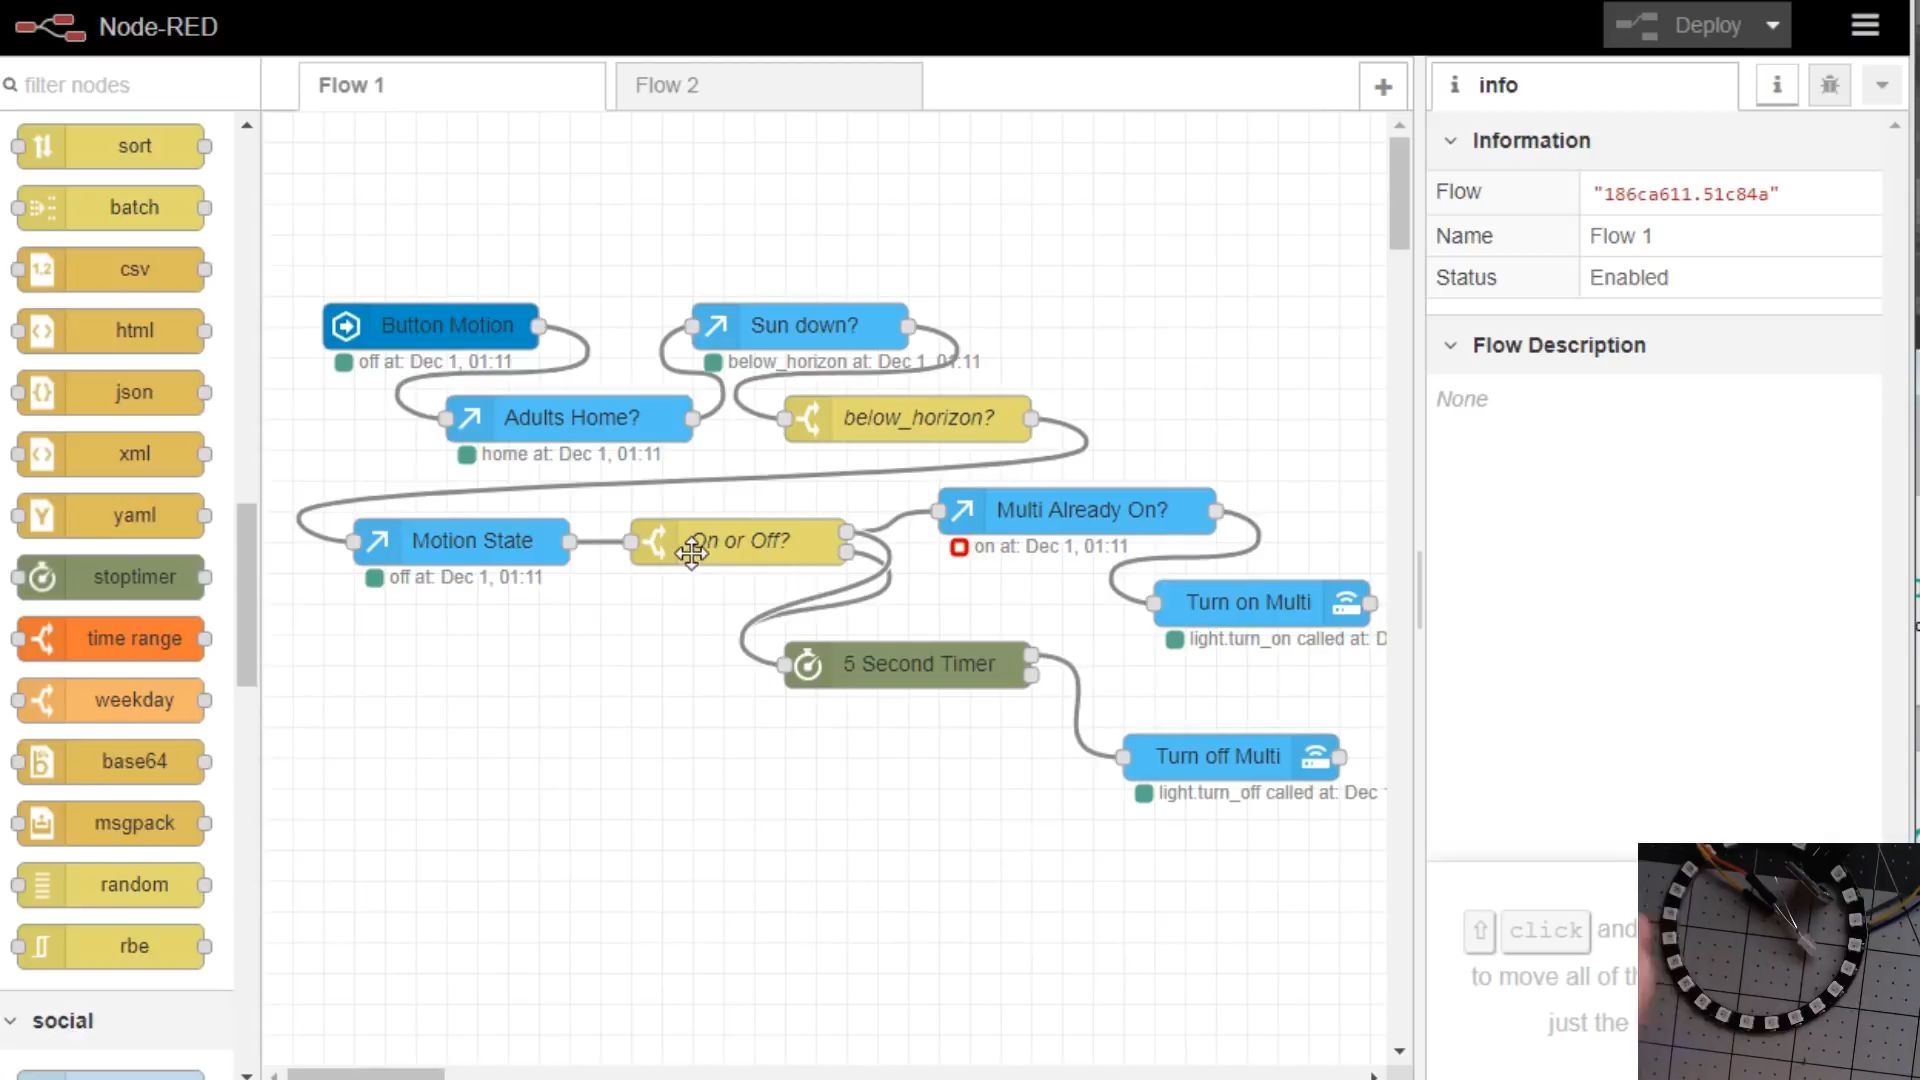 Node-RED
Deploy
filter nodes
Flow 1
Flow 2
info
sort
batch
csv
html
json
xml
yaml
stoptimer
time range
weekday
base64
msgpack
random
rbe
social
Button Motion
off at: Dec 1, 01:11
Sun down?
below_horizon at: Dec 1, 01:11
Adults Home?
home at: Dec 1, 01:11
below_horizon?
Motion State
off at: Dec 1, 01:11
On or Off?
Multi Already On?
on at: Dec 1, 01:11
Turn on Multi
light.turn_on called at: D
5 Second Timer
Turn off Multi
light.turn_off called at: Dec
Information
Flow "186ca611.51c84a"
Name Flow 1
Status Enabled
Flow Description
None
click and
to move all of th
just the